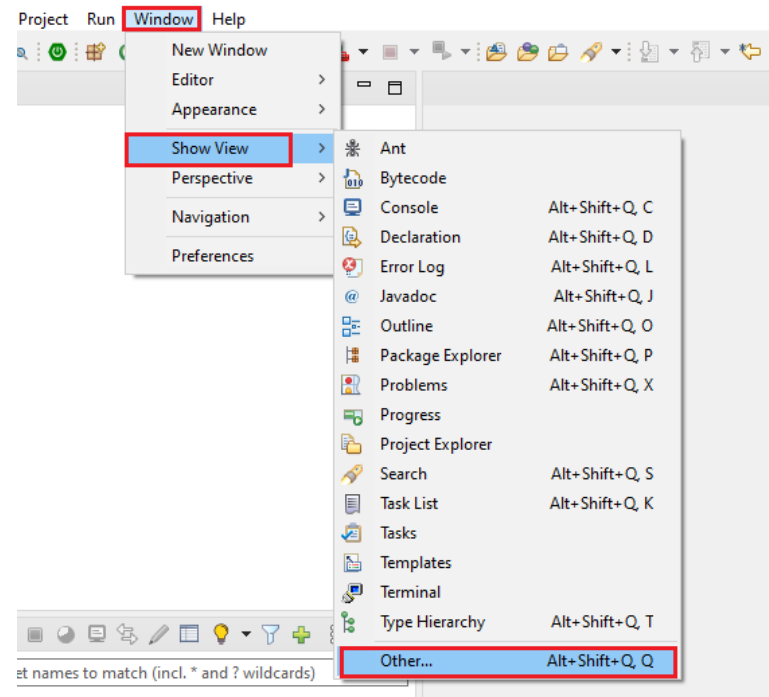 Project Run Window Help
New Window
Editor
Appearance
Show View
Perspective
Navigation
Preferences
Ant
Bytecode
Console Alt+Shift+Q, C
Declaration Alt+Shift+Q, D
Error Log Alt+Shift+Q, L
Javadoc Alt+Shift+Q, J
Outline Alt+Shift+Q, O
Package Explorer Alt+Shift+Q, P
Problems Alt+Shift+Q, X
Progress
Project Explorer
Search Alt+Shift+Q, S
Task List Alt+Shift+Q, K
Tasks
Templates
Terminal
Type Hierarchy Alt+Shift+Q, T
Other... Alt+Shift+Q, Q
et names to match (incl. * and ? wildcards)